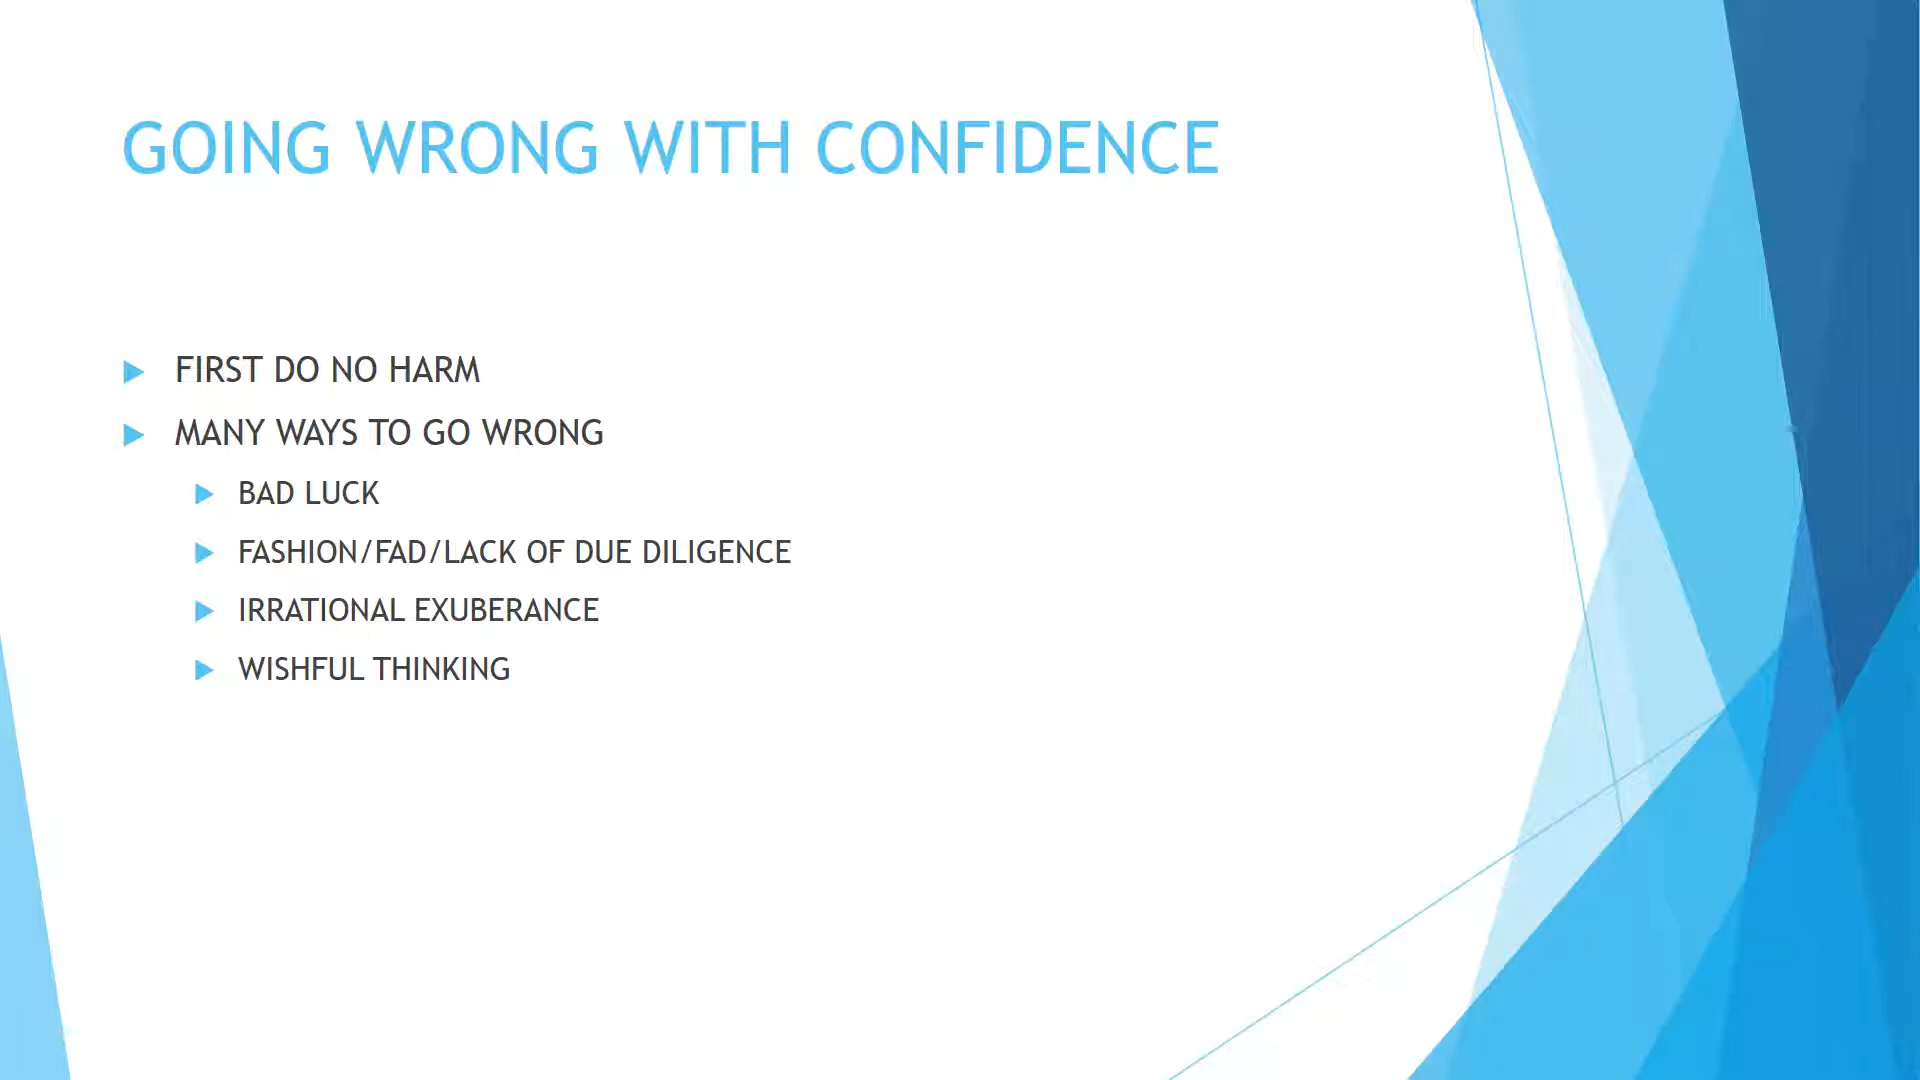 GOING WRONG WITH CONFIDENCE
FIRST DO NO HARM
MANY WAYS TO GO WRONG
BAD LUCK
FASHION/FAD/LACK OF DUE DILIGENCE
IRRATIONAL EXUBERANCE
WISHFUL THINKING